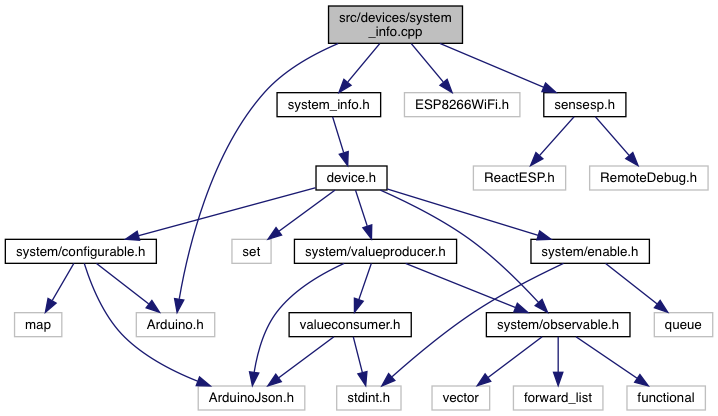 src/devices/system
_info.cpp
system_info.h
ESP8266WiFi.h
sensesp.h
device.h
ReactESP.h
RemoteDebug.h
system/configurable.h
set
system/valueproducer.h
system/enable.h
map
Arduino.h
valueconsumer.h
system/observable.h
queue
ArduinoJson.h
stdint.h
vector
forward_list
functional